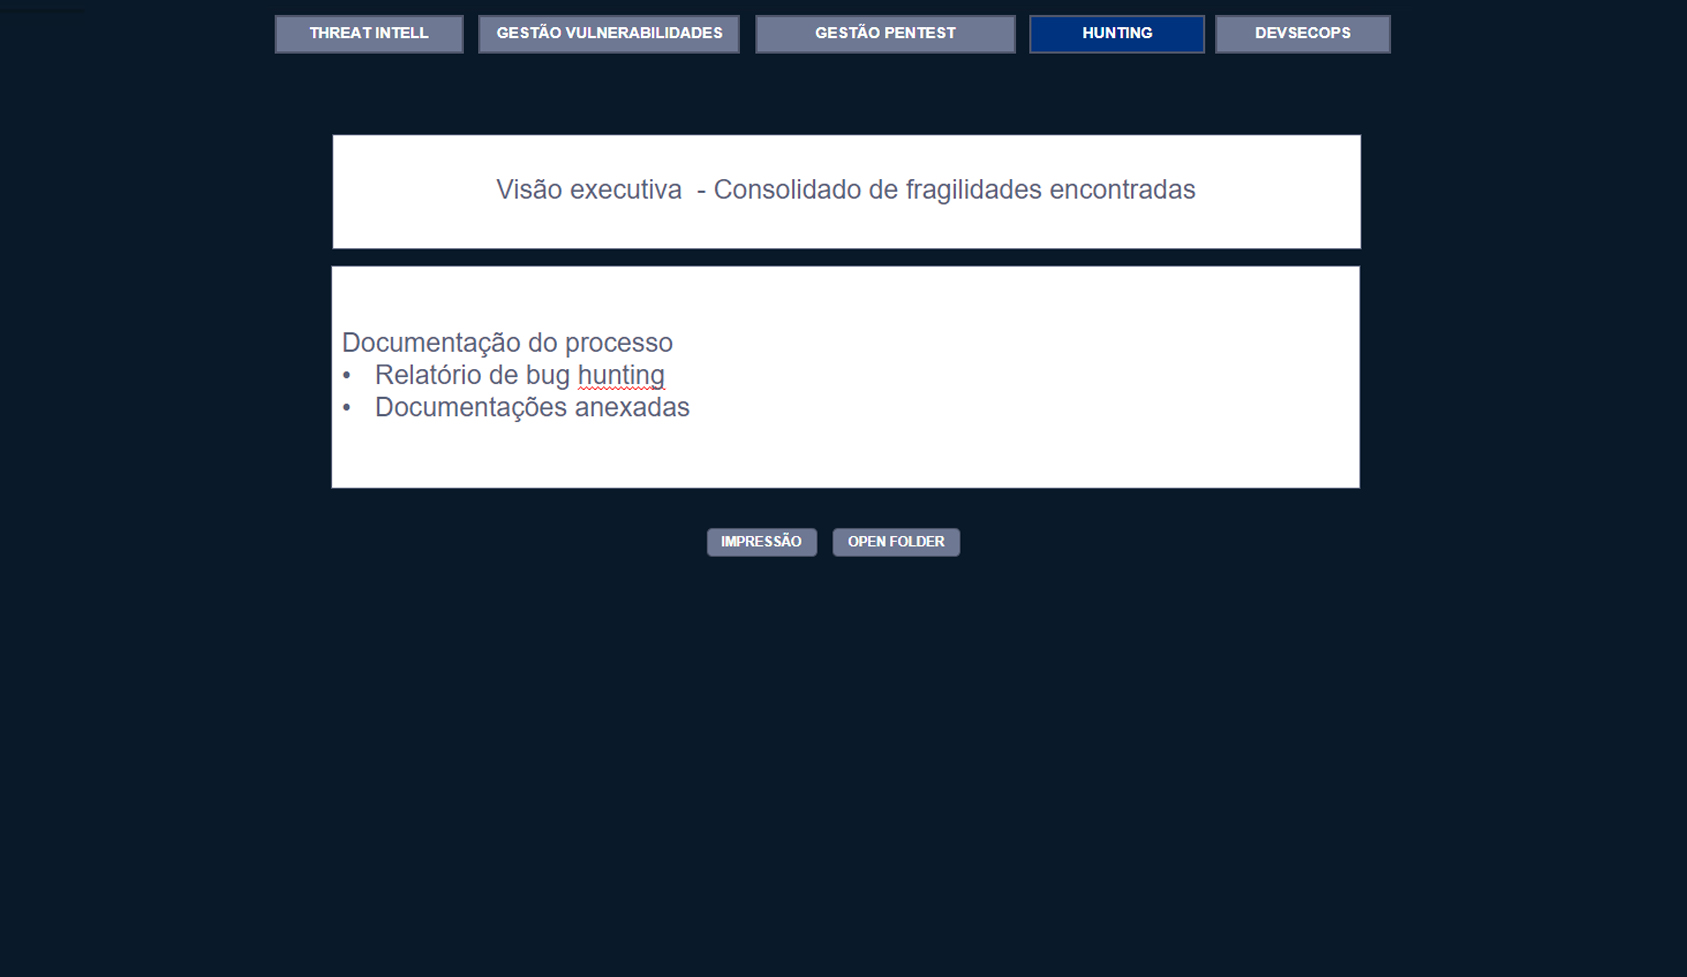 THREAT INTELL GESTÃO VULNERABILIDADES GESTÃO PENTEST HUNTING DEVSECOPS
Visão executiva  - Consolidado de fragilidades encontradas
Documentação do processo
• Relatório de bug hunting
• Documentações anexadas
IMPRESSÃO OPEN FOLDER